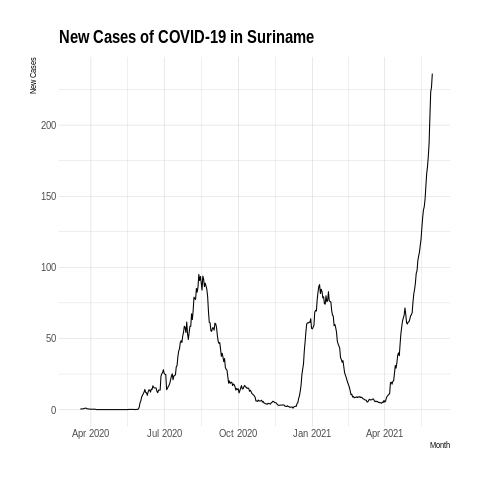 New Cases of COVID-19 in Suriname
New Cases
200
150
100
50
0
Apr 2020 Jul 2020 Oct 2020 Jan 2021 Apr 2021
Month